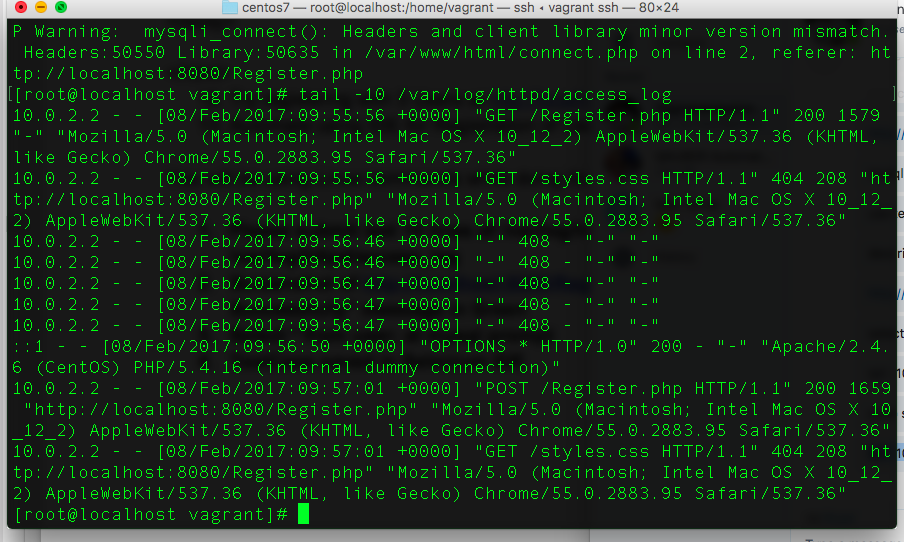 centos7 — root@localhost:/home/vagrant — ssh ◂ vagrant ssh — 80×24
P Warning:  mysqli_connect(): Headers and client library minor version mismatch.
 Headers:50550 Library:50635 in /var/www/html/connect.php on line 2, referer: ht
tp://localhost:8080/Register.php
[[root@localhost vagrant]# tail -10 /var/log/httpd/access_log ]
10.0.2.2 - - [08/Feb/2017:09:55:56 +0000] "GET /Register.php HTTP/1.1" 200 1579
"-" "Mozilla/5.0 (Macintosh; Intel Mac OS X 10_12_2) AppleWebKit/537.36 (KHTML,
like Gecko) Chrome/55.0.2883.95 Safari/537.36"
10.0.2.2 - - [08/Feb/2017:09:55:56 +0000] "GET /styles.css HTTP/1.1" 404 208 "ht
tp://localhost:8080/Register.php" "Mozilla/5.0 (Macintosh; Intel Mac OS X 10_12_
2) AppleWebKit/537.36 (KHTML, like Gecko) Chrome/55.0.2883.95 Safari/537.36"
10.0.2.2 - - [08/Feb/2017:09:56:46 +0000] "-" 408 - "-" "-"
10.0.2.2 - - [08/Feb/2017:09:56:46 +0000] "-" 408 - "-" "-"
10.0.2.2 - - [08/Feb/2017:09:56:47 +0000] "-" 408 - "-" "-"
10.0.2.2 - - [08/Feb/2017:09:56:47 +0000] "-" 408 - "-" "-"
10.0.2.2 - - [08/Feb/2017:09:56:47 +0000] "-" 408 - "-" "-"
::1 - - [08/Feb/2017:09:56:50 +0000] "OPTIONS * HTTP/1.0" 200 - "-" "Apache/2.4.
6 (CentOS) PHP/5.4.16 (internal dummy connection)"
10.0.2.2 - - [08/Feb/2017:09:57:01 +0000] "POST /Register.php HTTP/1.1" 200 1659
 "http://localhost:8080/Register.php" "Mozilla/5.0 (Macintosh; Intel Mac OS X 10
_12_2) AppleWebKit/537.36 (KHTML, like Gecko) Chrome/55.0.2883.95 Safari/537.36"
10.0.2.2 - - [08/Feb/2017:09:57:01 +0000] "GET /styles.css HTTP/1.1" 404 208 "ht
tp://localhost:8080/Register.php" "Mozilla/5.0 (Macintosh; Intel Mac OS X 10_12_
2) AppleWebKit/537.36 (KHTML, like Gecko) Chrome/55.0.2883.95 Safari/537.36"
[root@localhost vagrant]#